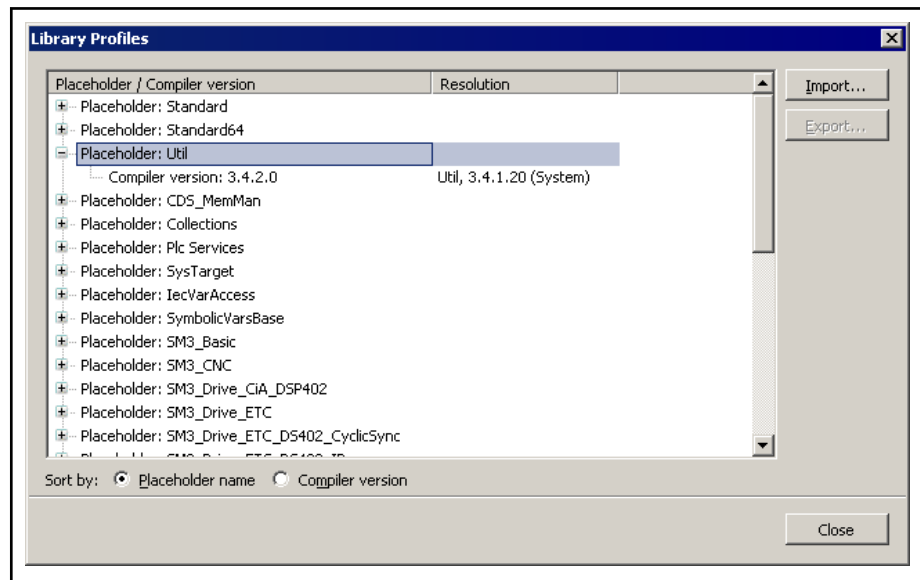 Library Profiles
Placeholder / Compiler version Resolution
Import...
Export...
Placeholder: Standard
Placeholder: Standard64
Placeholder: Util
Compiler version: 3.4.2.0 Util, 3.4.1.20 (System)
Placeholder: CDS_MemMan
Placeholder: Collections
Placeholder: Plc Services
Placeholder: SysTarget
Placeholder: IecVarAccess
Placeholder: SymbolicVarsBase
Placeholder: SM3_Basic
Placeholder: SM3_CNC
Placeholder: SM3_Drive_CiA_DSP402
Placeholder: SM3_Drive_ETC
Placeholder: SM3_Drive_ETC_DS402_CyclicSync
Sort by: Placeholder name Compiler version
Close